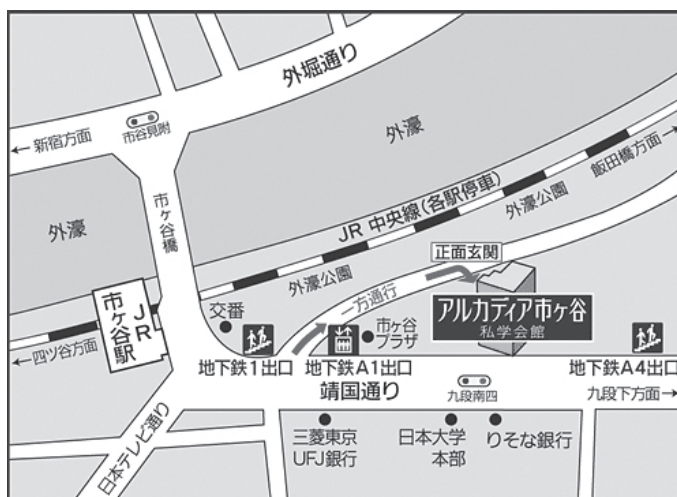 外堀通り
←新宿方面
市谷見附
外濠
飯田橋方面→
市ヶ谷橋
外濠
JR 中央線(各駅停車)
外濠公園
正面玄関
外濠公園
一方通行
アルカディア市ヶ谷
私学会館
JR
市ヶ谷駅
交番
市ヶ谷
プラザ
←四ツ谷方面
地下鉄1出口
地下鉄A1出口
地下鉄A4出口
靖国通り
九段南四
九段下方面→
日本テレビ通り
三菱東京
UFJ銀行
日本大学
本部
りそな銀行